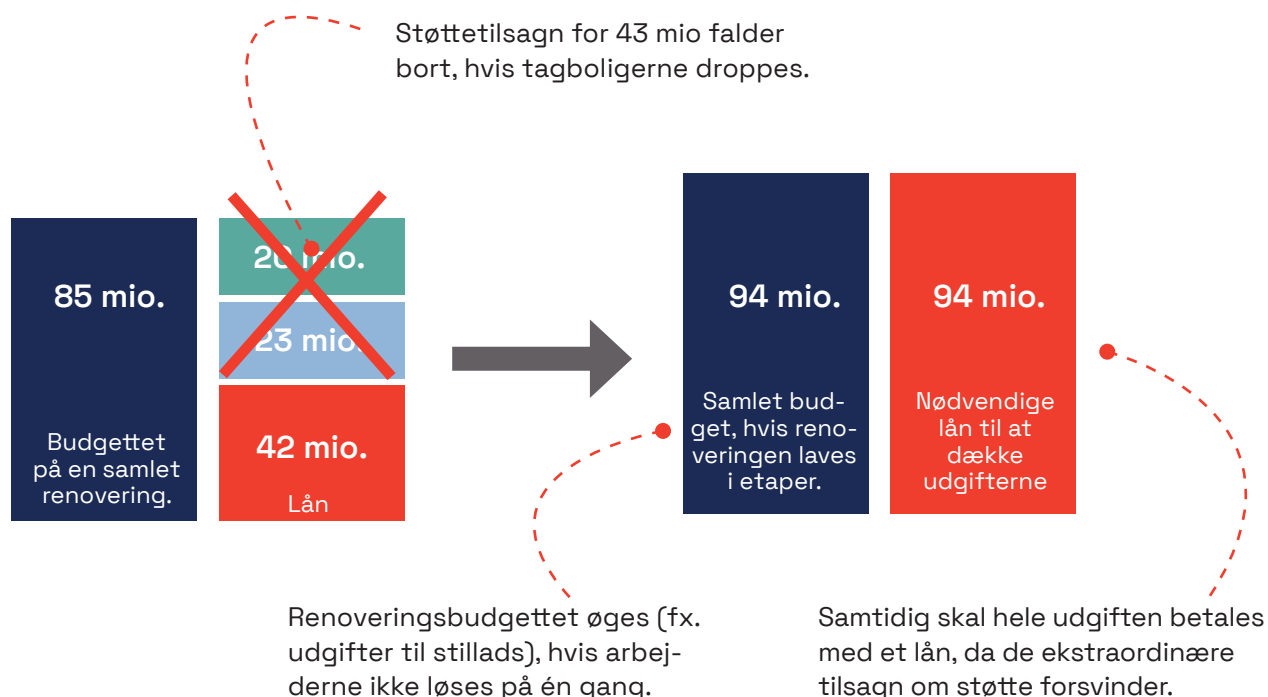 Støttetilsagn for 43 mio falder
bort, hvis tagboligerne droppes.
85 mio.
Budgettet
på en samlet
renovering.
20 mio.
23 mio.
42 mio.
Lån
94 mio.
Samlet bud-
get, hvis reno-
veringen laves
i etaper.
94 mio.
Nødvendige
lån til at
dække
udgifterne
Renoveringsbudgettet øges (fx.
udgifter til stillads), hvis arbej-
derne ikke løses på én gang.
Samtidig skal hele udgiften betales
med et lån, da de ekstraordinære
tilsagn om støtte forsvinder.